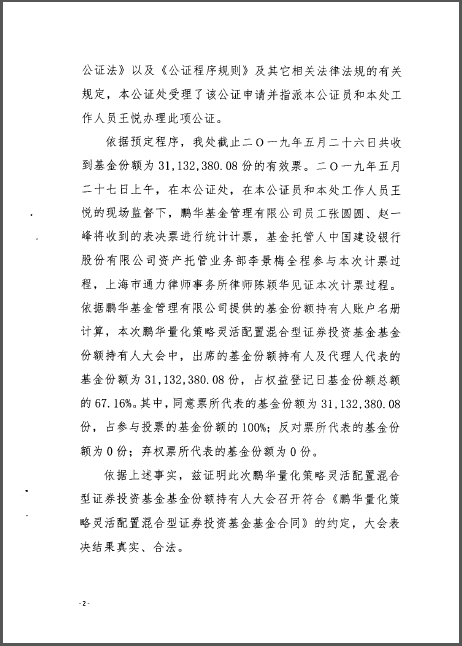 公证法》以及《公证程序规则》及其它相关法律法规的有关
规定，本公证处受理了该公证申请并指派本公证员和本处工
作人员王悦办理此项公证。
依据预定程序，我处截止二〇一九年五月二十六日共收
到基金份额为 31,132,380.08 份的有效票。二〇一九年五月
二十七日上午，在本公证处，在本公证员和本处工作人员王
悦的现场监督下，鹏华基金管理有限公司员工张圆圆、赵一
峰将收到的表决票进行统计计票，基金托管人中国建设银行
股份有限公司资产托管业务部李景梅全程参与本次计票过
程，上海市通力律师事务所律师陈颖华见证本次计票过程。
依据鹏华基金管理有限公司提供的基金份额持有人账户名册
计算，本次鹏华量化策略灵活配置混合型证券投资基金基金
份额持有人大会中，出席的基金份额持有人及代理人代表的
基金份额为 31,132,380.08 份，占权益登记日基金份额总额
的 67.16%。其中，同意票所代表的基金份额为 31,132,380.08
份，占参与投票的基金份额的 100%；反对票所代表的基金份
额为 0 份；弃权票所代表的基金份额为 0 份。
依据上述事实，兹证明此次鹏华量化策略灵活配置混合
型证券投资基金基金份额持有人大会召开符合《鹏华量化策
略灵活配置混合型证券投资基金基金合同》的约定，大会表
决结果真实、合法。
- 2 -